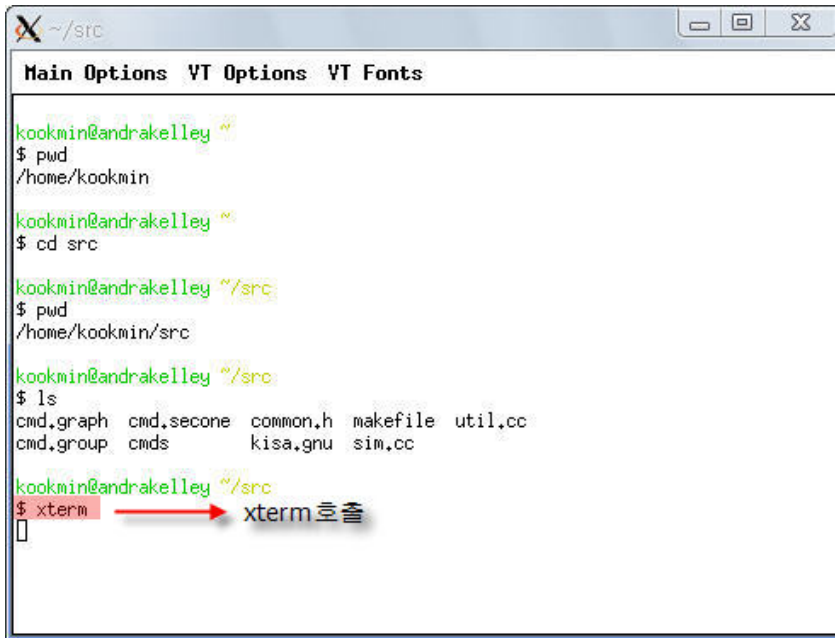 ~/src
Main Options VT Options VT Fonts
kookmin@andrakelley ~
$ pwd
/home/kookmin
kookmin@andrakelley ~
$ cd src
kookmin@andrakelley ~/src
$ pwd
/home/kookmin/src
kookmin@andrakelley ~/src
$ ls
cmd.graph cmd.secone common.h makefile util.cc
cmd.group cmds kisa.gnu sim.cc
kookmin@andrakelley ~/src
$ xterm xterm호출